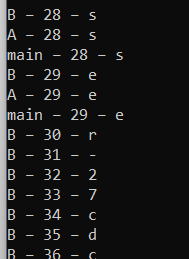 B – 28 – s
A – 28 – s
main – 28 – s
B – 29 – e
A – 29 – e
main – 29 – e
B – 30 – r
B – 31 – -
B – 32 – 2
B – 33 – 7
B – 34 – c
B – 35 – d
B – 36 – c